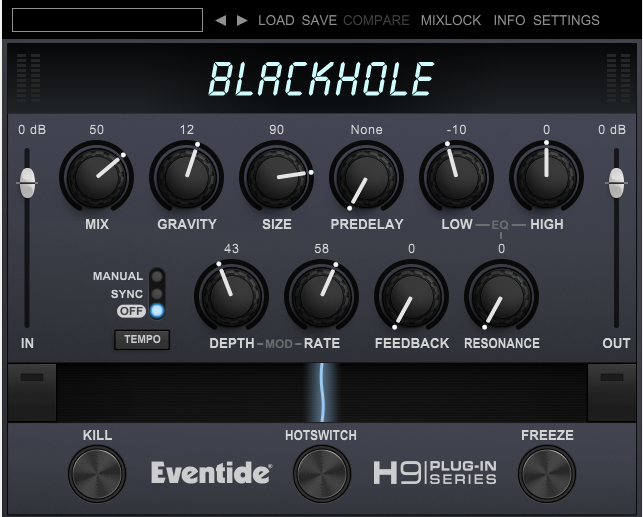 LOAD SAVE COMPARE MIXLOCK INFO SETTINGS
BLACKHOLE
0 dB 50 12 90 None -10 0 0 dB
MIX GRAVITY SIZE PREDELAY LOW EQ HIGH
43 58 0 0
MANUAL
SYNC
OFF
TEMPO
IN DEPTH MOD RATE FEEDBACK RESONANCE OUT
KILL HOTSWITCH FREEZE
Eventide® H9 PLUG-IN
SERIES